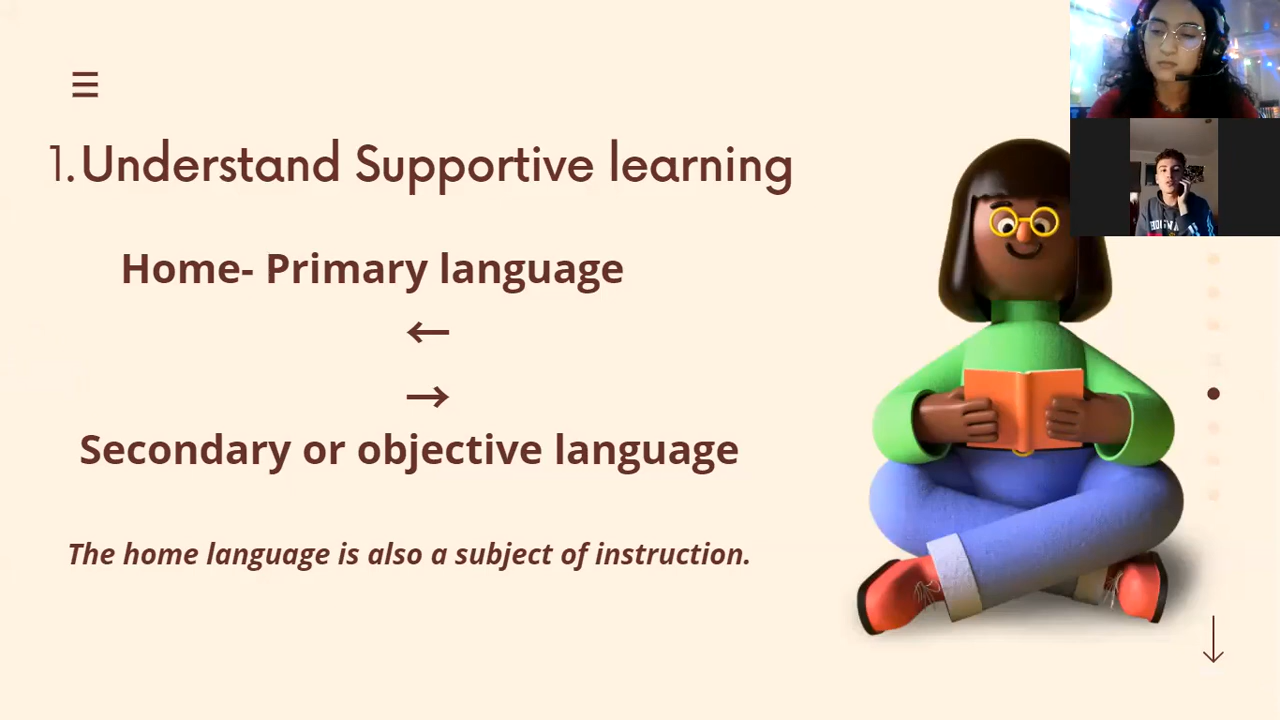 1.Understand Supportive learning
Home- Primary language
←
→
Secondary or objective language
The home language is also a subject of instruction.